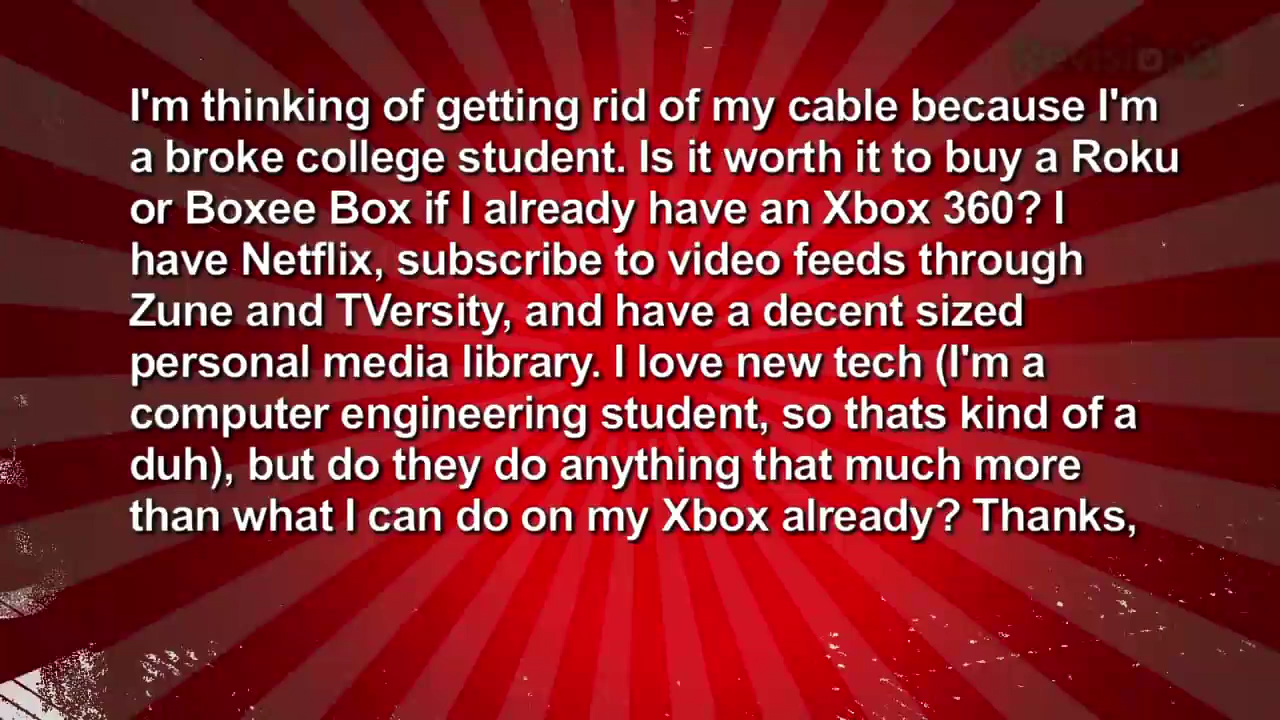 Revision3
I'm thinking of getting rid of my cable because I'm
a broke college student. Is it worth it to buy a Roku
or Boxee Box if I already have an Xbox 360? I
have Netflix, subscribe to video feeds through
Zune and TVersity, and have a decent sized
personal media library. I love new tech (I'm a
computer engineering student, so thats kind of a
duh), but do they do anything that much more
than what I can do on my Xbox already? Thanks,